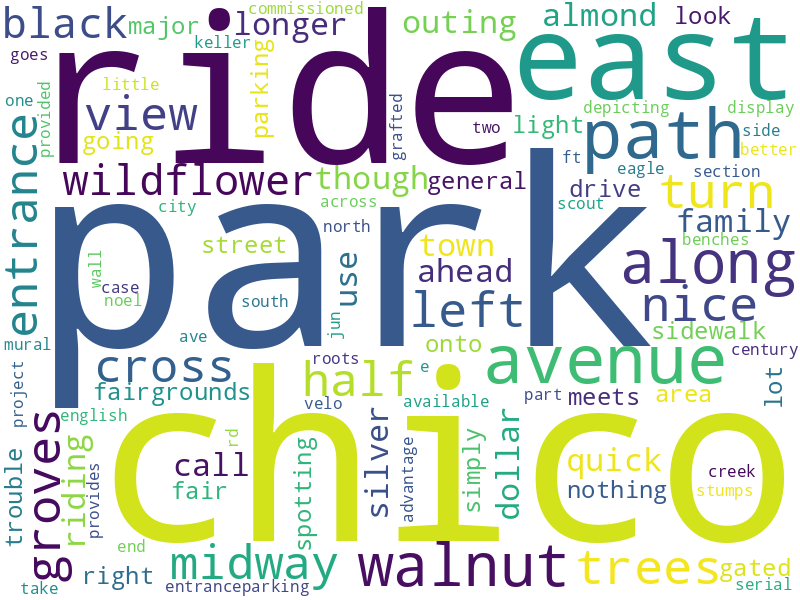 commissioned
black
major
longer
outing
almond
look
goes
keller
ride
east
one
provided
little
view
going
parking
grafted
two
light
depicting
display
path
side
better
entrance
wildflower
though
general
ft
eagle
section
drive
turn
scout
city
across
family
benches
north
park
street
town
along
wall
case
noel
south
use
ahead
left
nice
jun
sidewalk
mural
ave
onto
century
cross
roots
e
avenue
fairgrounds
half
part
meets
area
lot
project
english
velo
available
chico
groves
riding
rd
silver
simply
dollar
call
quick
creek
trouble
provides
fair
spotting
advantage
nothing
stumps
end
midway
walnut
trees
gated
take
right
entranceparking
serial